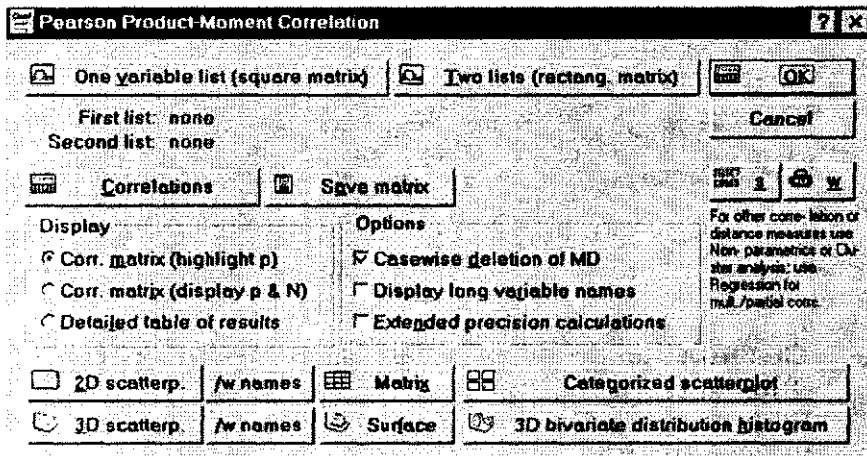 Pearson Product-Moment Correlation
One variable list (square matrix)
Two lists (rectang. matrix)
OK
First list: none
Second list: none
Cancel
Correlations
Save matrix
S
W
For other corre- lation or
distance measures use
Non- parametrics or Clu-
ster analysis; use
Regression for
mult./partial corrs.
Display
Corr. matrix (highlight p)
Corr. matrix (display p & N)
Detailed table of results
Options
Casewise deletion of MD
Display long variable names
Extended precision calculations
2D scatterp.
/w names
Matrix
Categorized scatterplot
3D scatterp.
/w names
Surface
3D bivariate distribution histogram